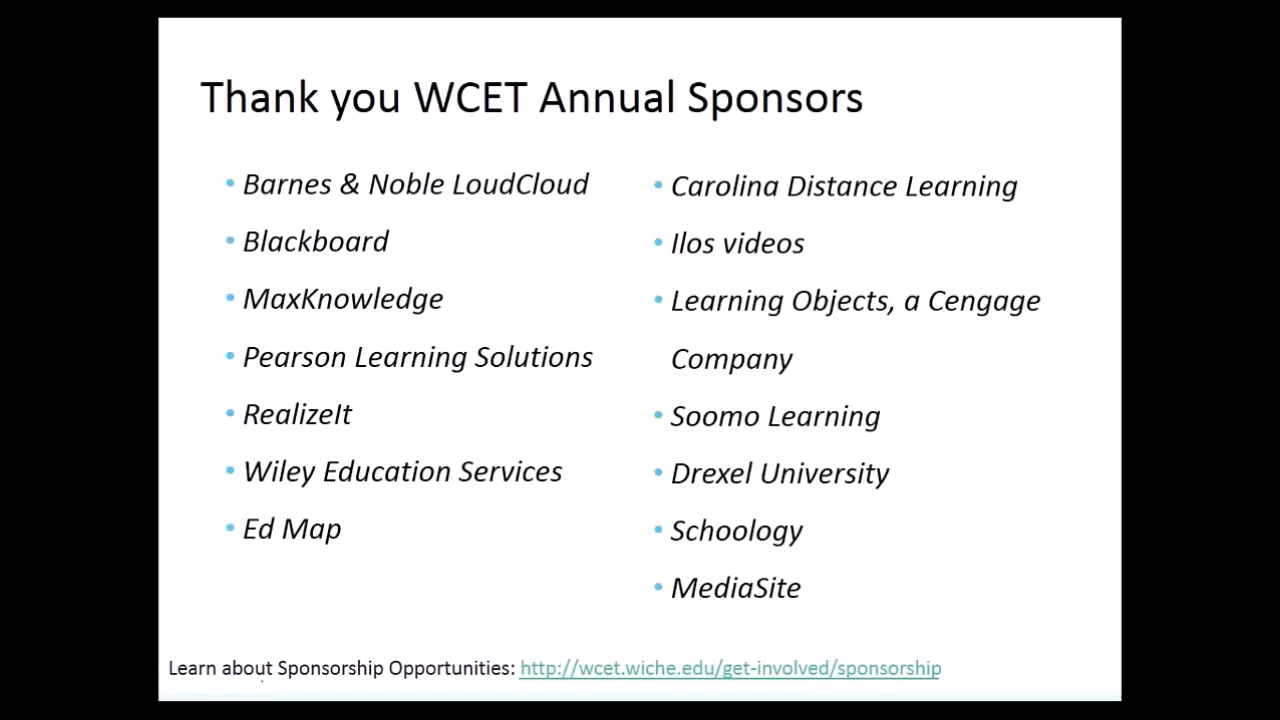 Thank you WCET Annual Sponsors
• Barnes & Noble LoudCloud
• Blackboard
• MaxKnowledge
• Pearson Learning Solutions
• RealizeIt
• Wiley Education Services
• Ed Map
• Carolina Distance Learning
• Ilos videos
• Learning Objects, a Cengage
Company
• Soomo Learning
• Drexel University
• Schoology
• MediaSite
Learn about Sponsorship Opportunities: http://wcet.wiche.edu/get-involved/sponsorship